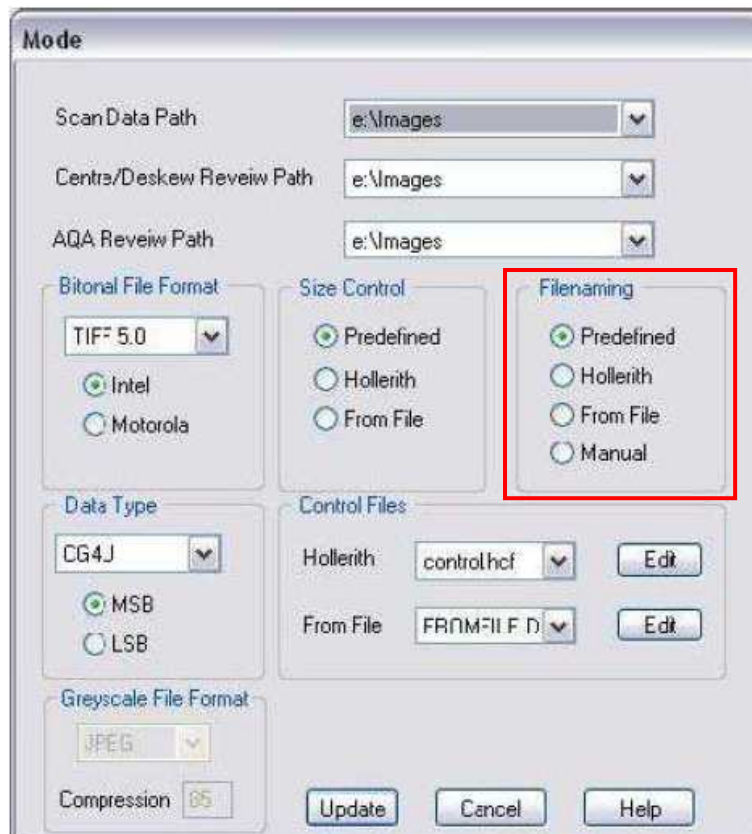 Mode
Scan Data Path
e:\Images
Centre/Deskew Reveiw Path
e:\Images
AQA Reveiw Path
e:\Images
Bitonal File Format
TIFF 5.0
Intel
Motorola
Size Control
Predefined
Hollerith
From File
Filenaming
Predefined
Hollerith
From File
Manual
Data Type
CG4J
MSB
LSB
Control Files
Hollerith
control.hcf
Edit
From File
FROMFILE.D
Edit
Greyscale File Format
JPEG
Compression
Update
Cancel
Help